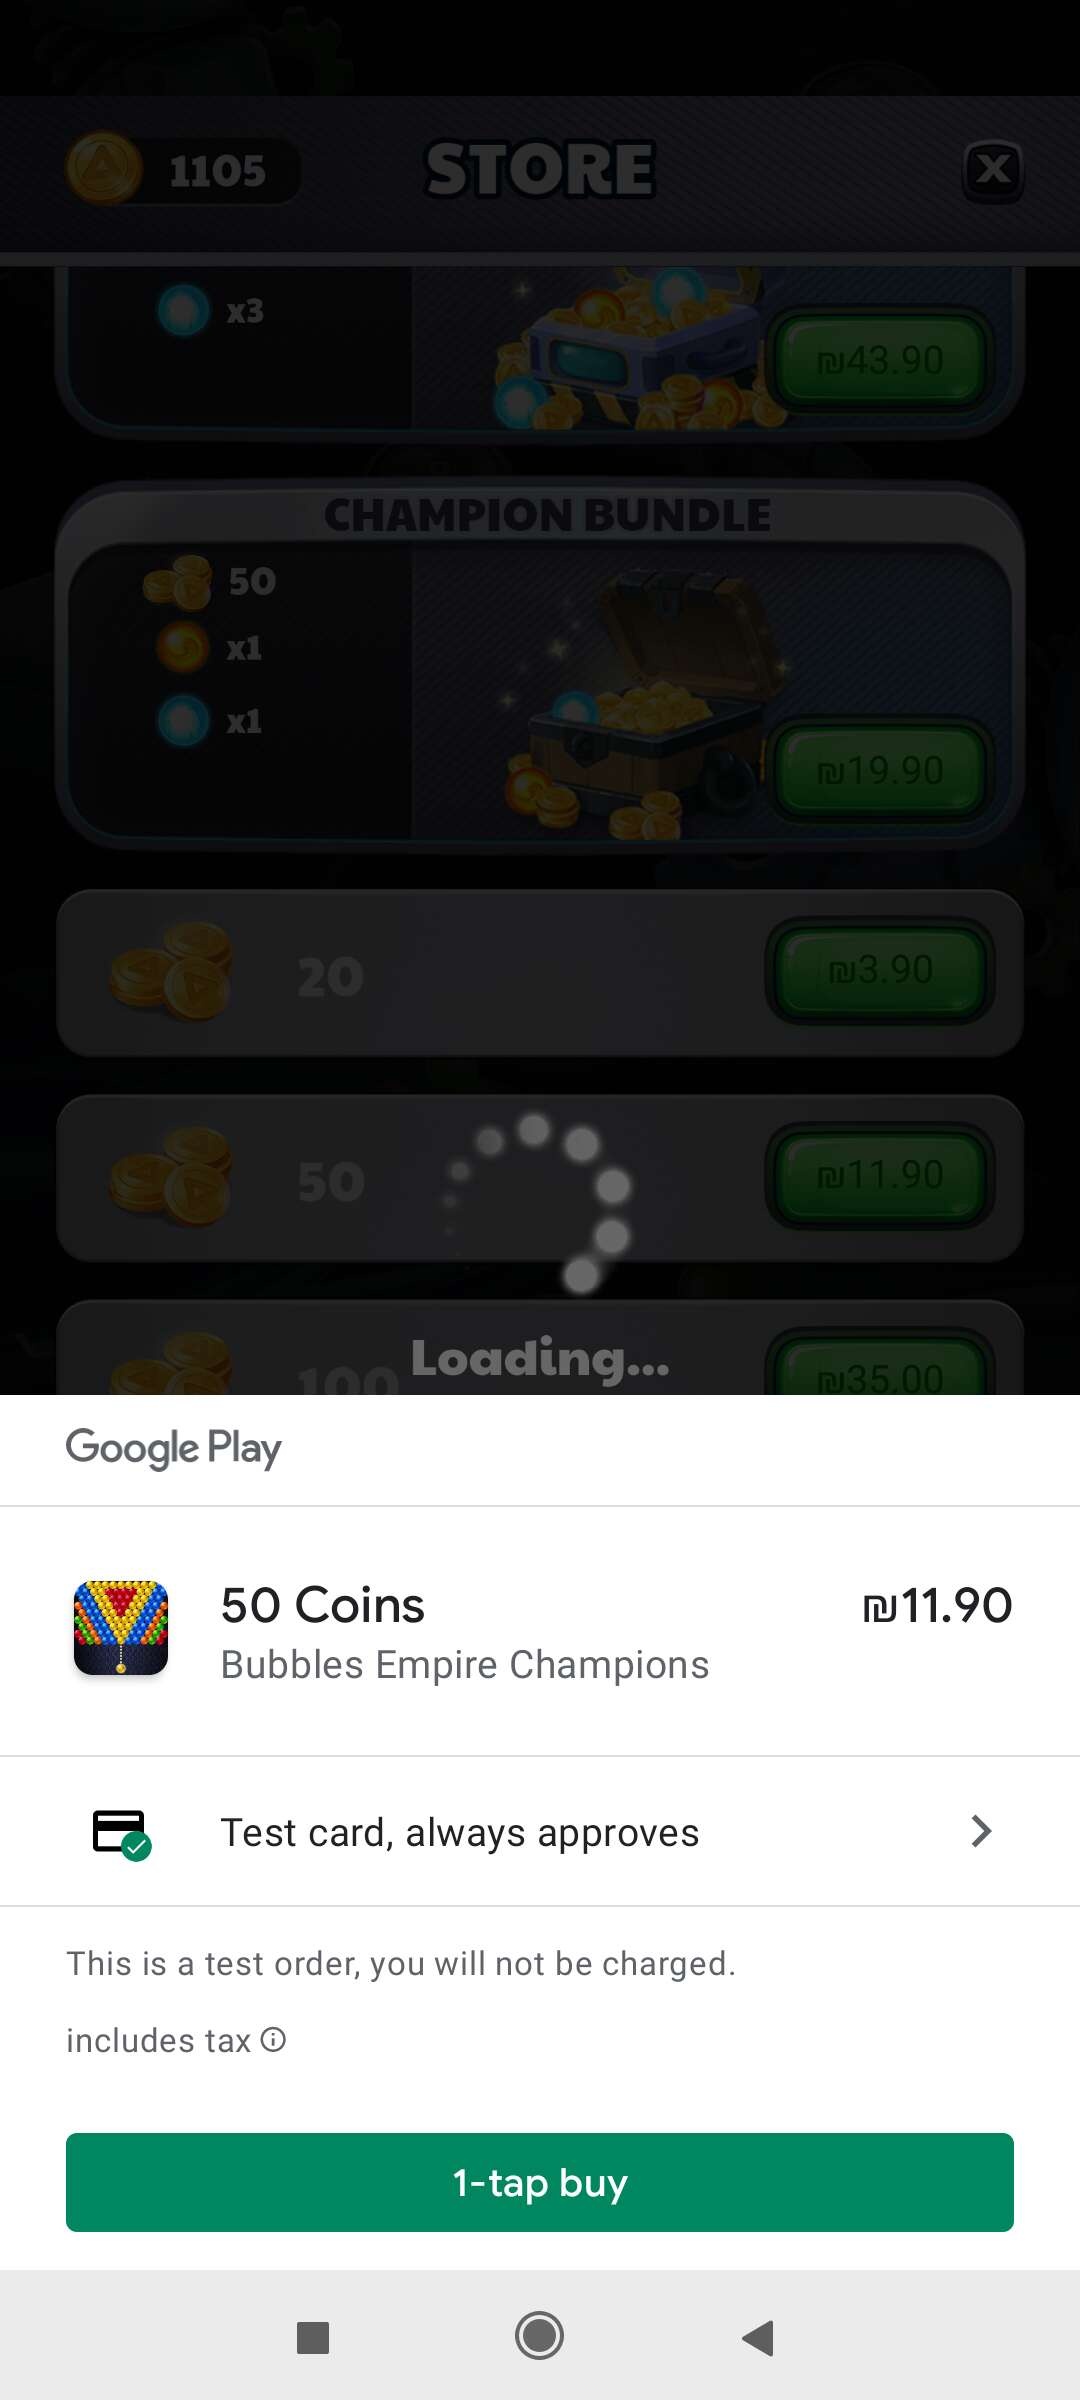 1105
STORE
X
x3
₪43.90
CHAMPION BUNDLE
50
x1
x1
₪19.90
20
₪3.90
50
₪11.90
100
₪35.00
Loading...
Google Play
50 Coins
₪11.90
Bubbles Empire Champions
Test card, always approves
This is a test order, you will not be charged.
includes tax
1-tap buy